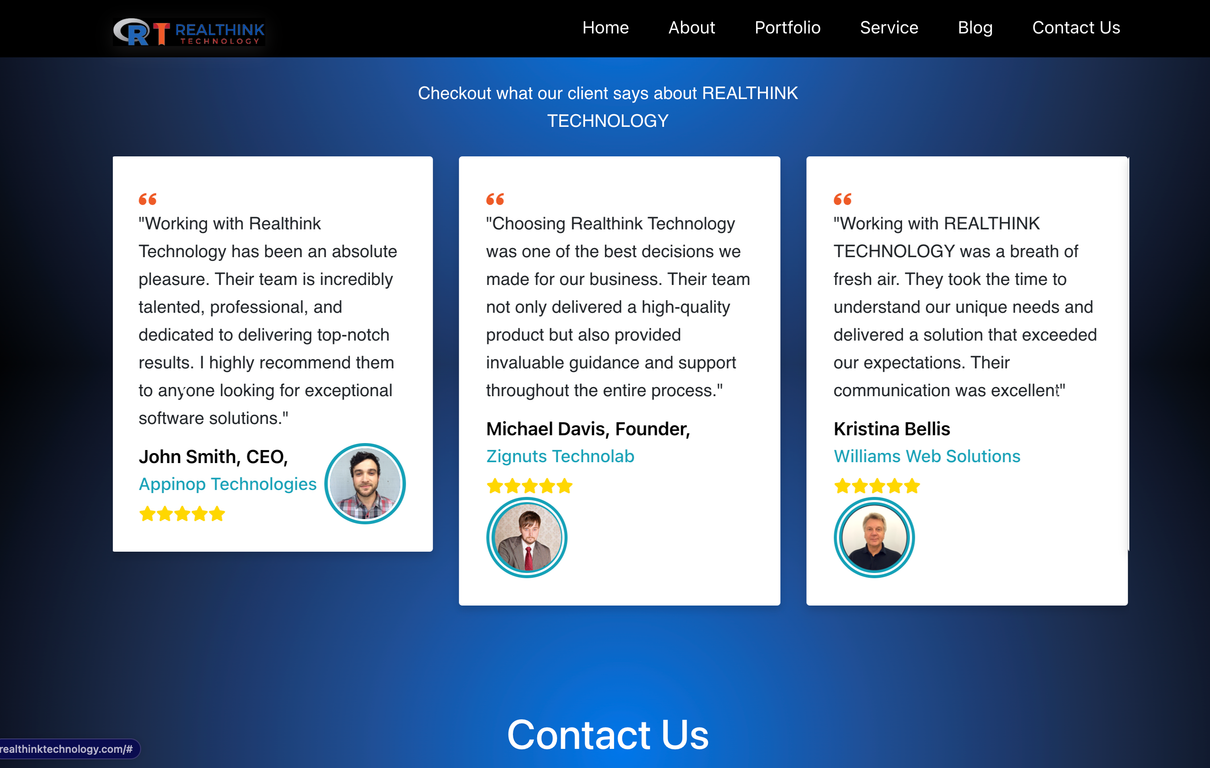 RT REALTHINK
TECHNOLOGY
Home About Portfolio Service Blog Contact Us
Checkout what our client says about REALTHINK
TECHNOLOGY
"Working with Realthink
Technology has been an absolute
pleasure. Their team is incredibly
talented, professional, and
dedicated to delivering top-notch
results. I highly recommend them
to anyone looking for exceptional
software solutions."
John Smith, CEO,
Appinop Technologies
"Choosing Realthink Technology
was one of the best decisions we
made for our business. Their team
not only delivered a high-quality
product but also provided
invaluable guidance and support
throughout the entire process."
Michael Davis, Founder,
Zignuts Technolab
"Working with REALTHINK
TECHNOLOGY was a breath of
fresh air. They took the time to
understand our unique needs and
delivered a solution that exceeded
our expectations. Their
communication was excellent"
Kristina Bellis
Williams Web Solutions
Contact Us
realthinktechnology.com/#